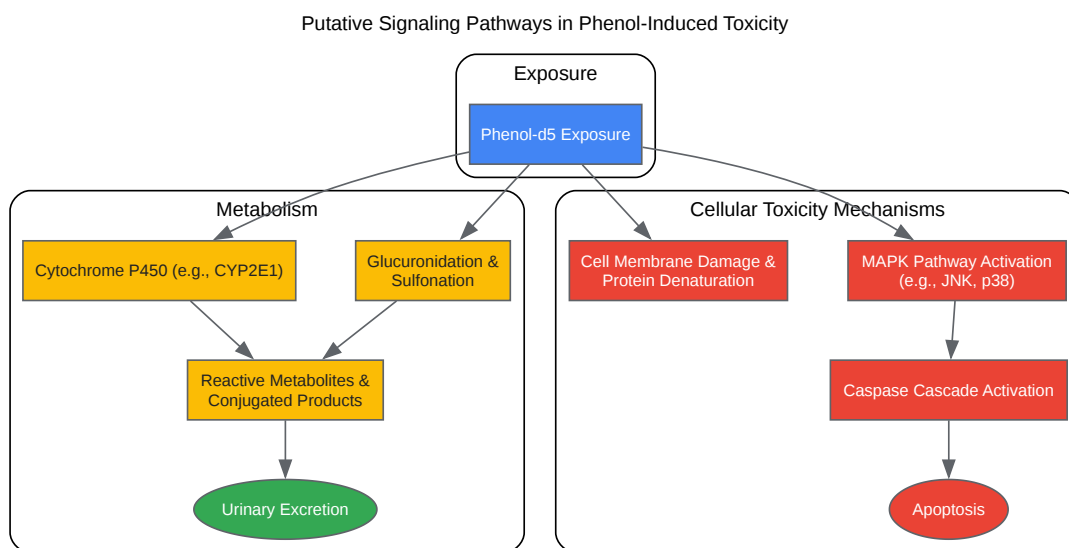 Putative Signaling Pathways in Phenol-Induced Toxicity
Exposure
Phenol-d5 Exposure
Metabolism
Cellular Toxicity Mechanisms
Cytochrome P450 (e.g., CYP2E1)
Glucuronidation &
Sulfonation
Cell Membrane Damage &
Protein Denaturation
MAPK Pathway Activation
(e.g., JNK, p38)
Reactive Metabolites &
Conjugated Products
Caspase Cascade Activation
Urinary Excretion
Apoptosis